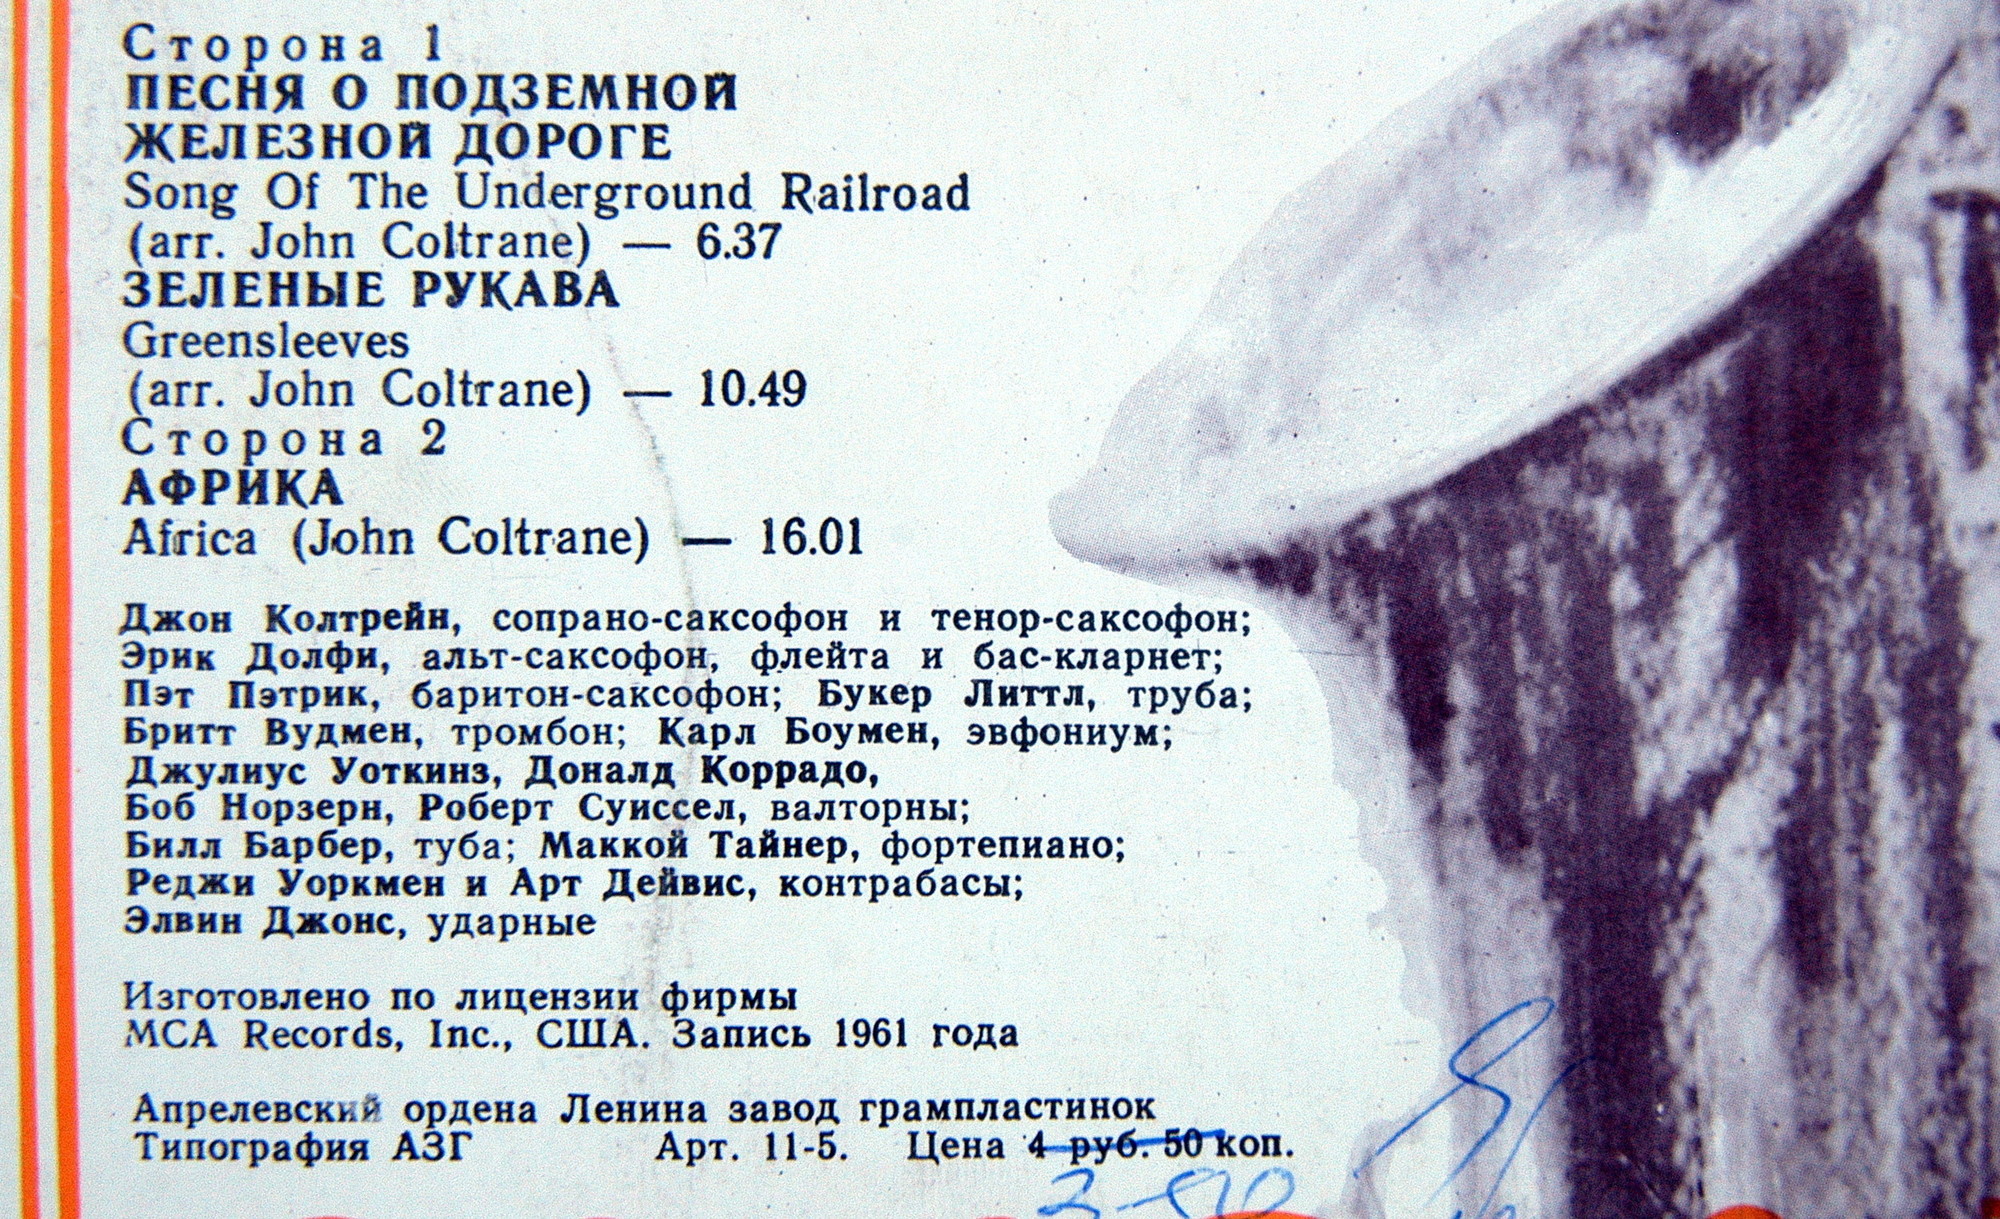 Сторона 1
ПЕСНЯ О ПОДЗЕМНОЙ
ЖЕЛЕЗНОЙ ДОРОГЕ
Song Of The Underground Railroad
(arr. John Coltrane) — 6.37
ЗЕЛЕНЫЕ РУКАВА
Greensleeves
(arr. John Coltrane) — 10.49
Сторона 2
АФРИКА
Africa (John Coltrane) — 16.01
Джон Колтрейн, сопрано-саксофон и тенор-саксофон;
Эрик Долфи, альт-саксофон, флейта и бас-кларнет;
Пэт Пэтрик, баритон-саксофон; Букер Литтл, труба;
Бритт Вудмен, тромбон; Карл Боумен, эвфониум;
Джулиус Уоткинз, Доналд Коррадо,
Боб Норзерн, Роберт Суиссел, валторны;
Билл Барбер, туба; Маккой Тайнер, фортепиано;
Реджи Уоркмен и Арт Дейвис, контрабасы;
Элвин Джонс, ударные
Изготовлено по лицензии фирмы
MCA Records, Inc., США. Запись 1961 года
Апрелевский ордена Ленина завод грампластинок
Типография АЗГ Арт. 11-5. Цена 4 руб. 50 коп.